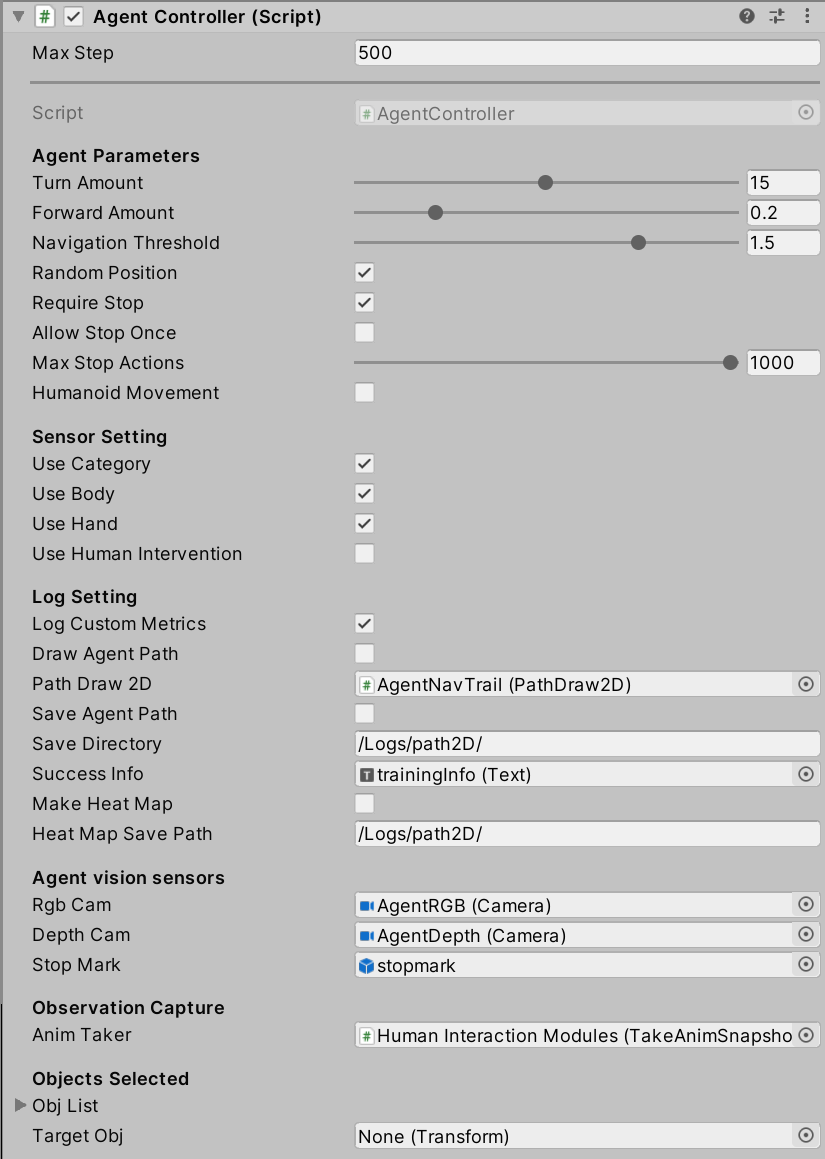 Agent Controller (Script)
Max Step 500
Script # AgentController
Agent Parameters
Turn Amount 15
Forward Amount 0.2
Navigation Threshold 1.5
Random Position
Require Stop
Allow Stop Once
Max Stop Actions 1000
Humanoid Movement
Sensor Setting
Use Category
Use Body
Use Hand
Use Human Intervention
Log Setting
Log Custom Metrics
Draw Agent Path
Path Draw 2D # AgentNavTrail (PathDraw2D)
Save Agent Path
Save Directory /Logs/path2D/
Success Info T trainingInfo (Text)
Make Heat Map
Heat Map Save Path /Logs/path2D/
Agent vision sensors
Rgb Cam AgentRGB (Camera)
Depth Cam AgentDepth (Camera)
Stop Mark stopmark
Observation Capture
Anim Taker # Human Interaction Modules (TakeAnimSnapsho
Objects Selected
Obj List
Target Obj None (Transform)